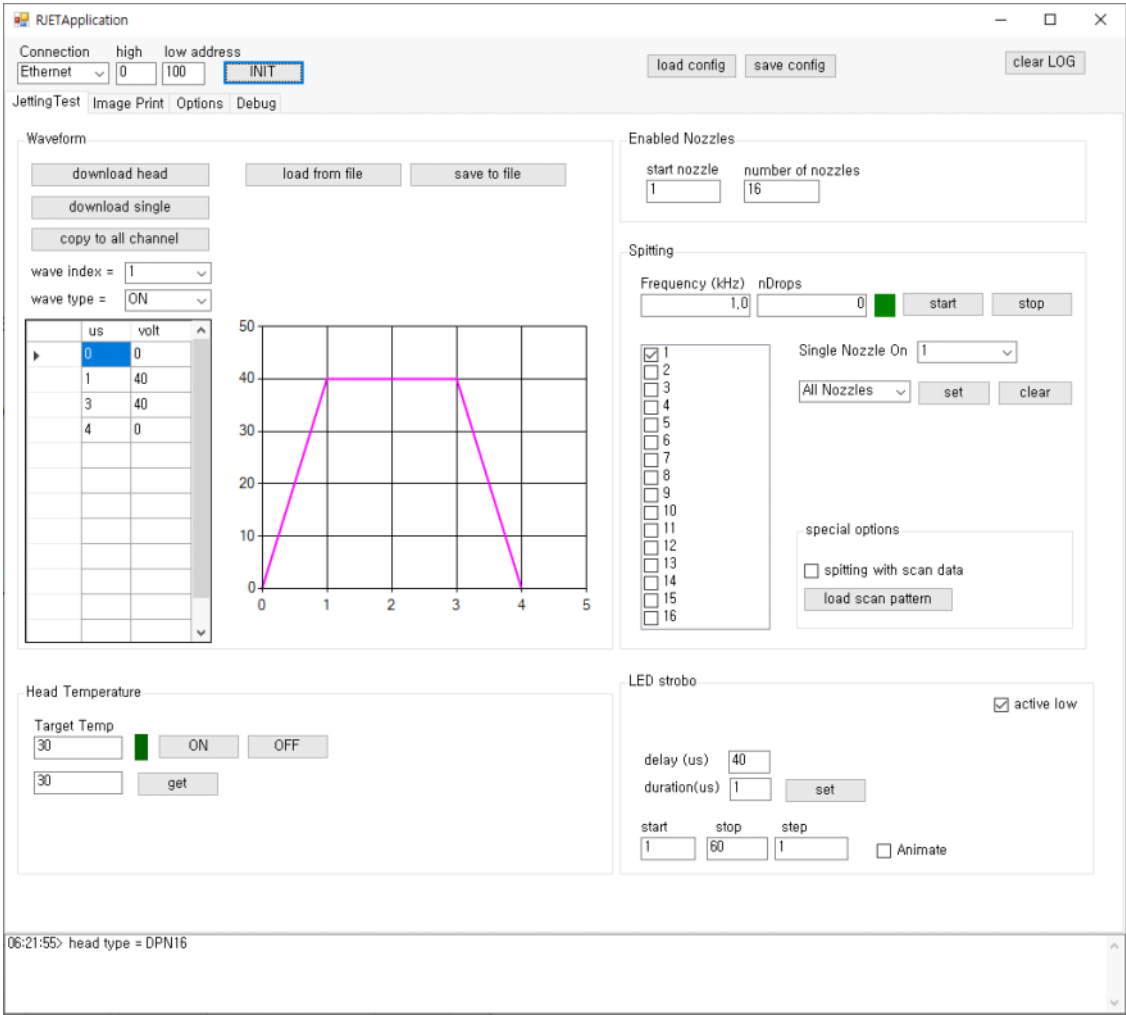 RJETApplication
Connection high low address
Ethernet 0 100 INIT load config save config clear LOG
JettingTest Image Print Options Debug
Waveform
download head load from file save to file
download single
copy to all channel
wave index = 1
wave type = ON
us volt
0 0
1 40
3 40
4 0
50
40
30
20
10
0
0 1 2 3 4 5
Enabled Nozzles
start nozzle number of nozzles
1 16
Spitting
Frequency (kHz) nDrops
1,0 0 start stop
1
2
3
4
5
6
7
8
9
10
11
12
13
14
15
16
Single Nozzle On 1
All Nozzles set clear
special options
spitting with scan data
load scan pattern
Head Temperature
Target Temp
30 ON OFF
30 get
LED strobo
active low
delay (us) 40
duration(us) 1 set
start stop step
1 60 1 Animate
06:21:55> head type = DPN16